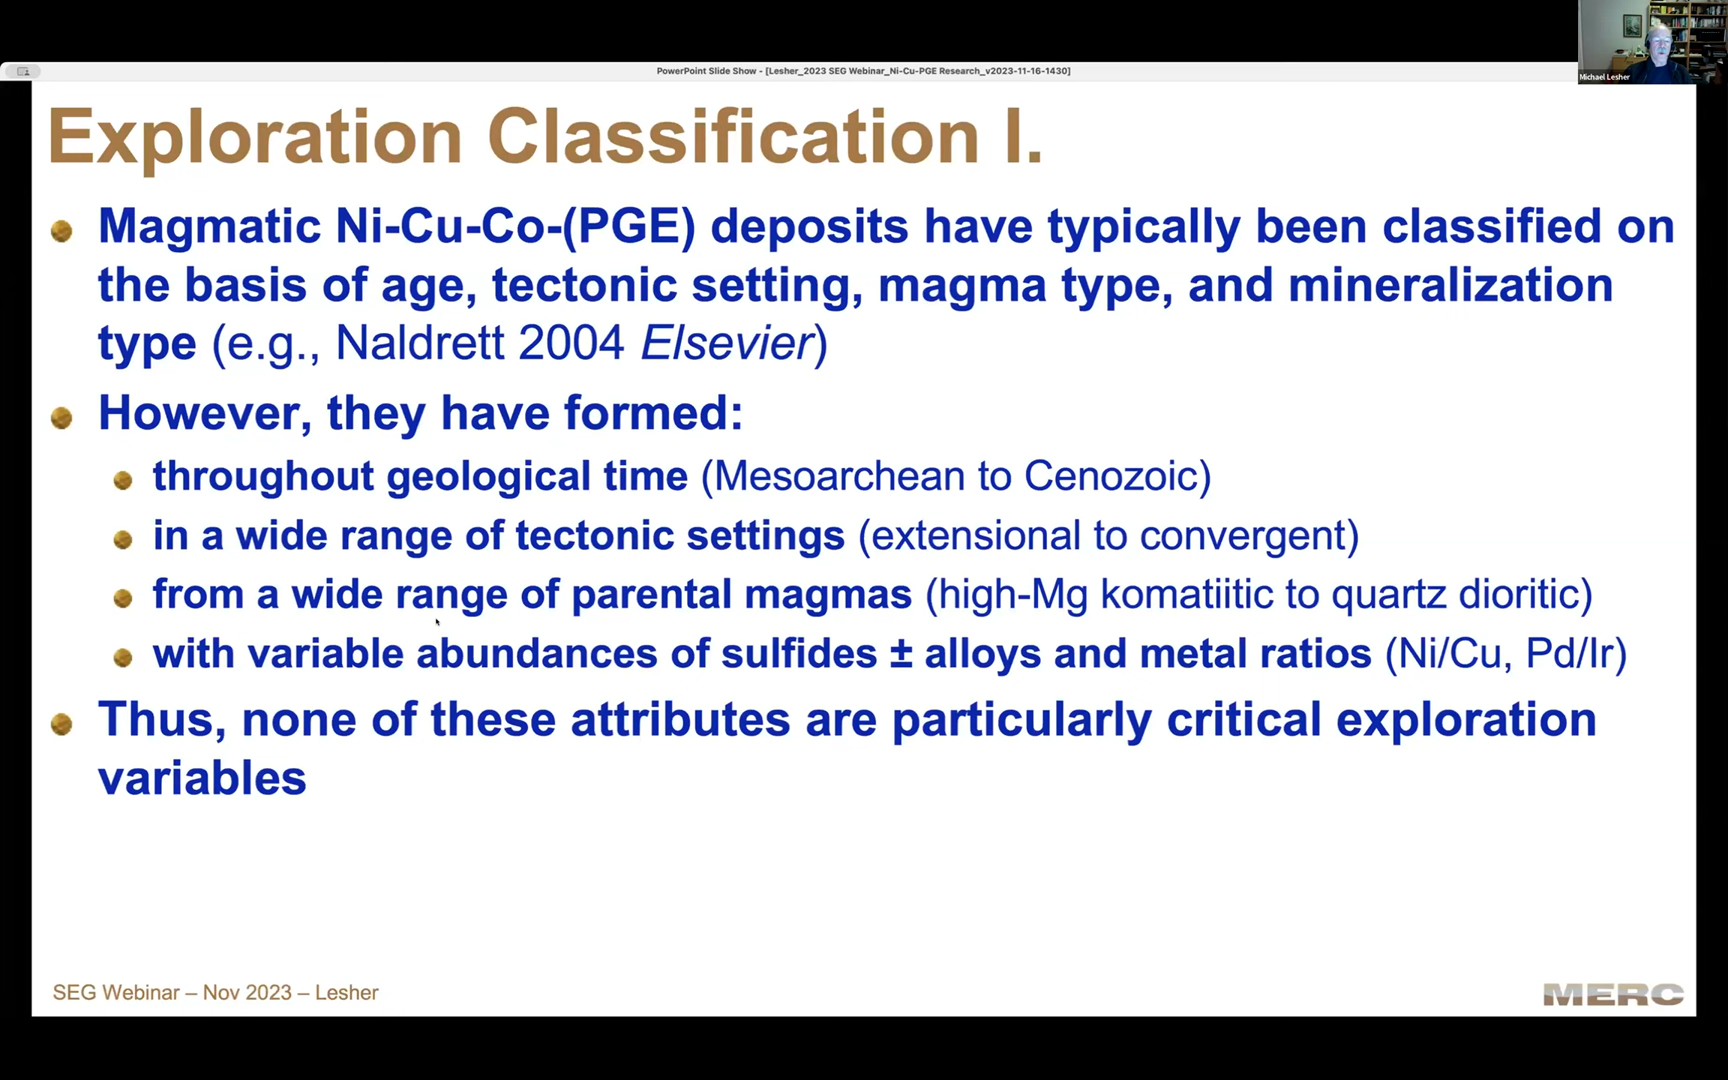 PowerPoint Slide Show - [Lesher_2023 SEG Webinar_Ni-Cu-PGE Research_v2023-11-16-1430]
Michael Lesher
Exploration Classification I.
Magmatic Ni-Cu-Co-(PGE) deposits have typically been classified on
the basis of age, tectonic setting, magma type, and mineralization
type (e.g., Naldrett 2004 Elsevier)
However, they have formed:
throughout geological time (Mesoarchean to Cenozoic)
in a wide range of tectonic settings (extensional to convergent)
from a wide range of parental magmas (high-Mg komatiitic to quartz dioritic)
with variable abundances of sulfides ± alloys and metal ratios (Ni/Cu, Pd/Ir)
Thus, none of these attributes are particularly critical exploration
variables
SEG Webinar – Nov 2023 – Lesher
MERC